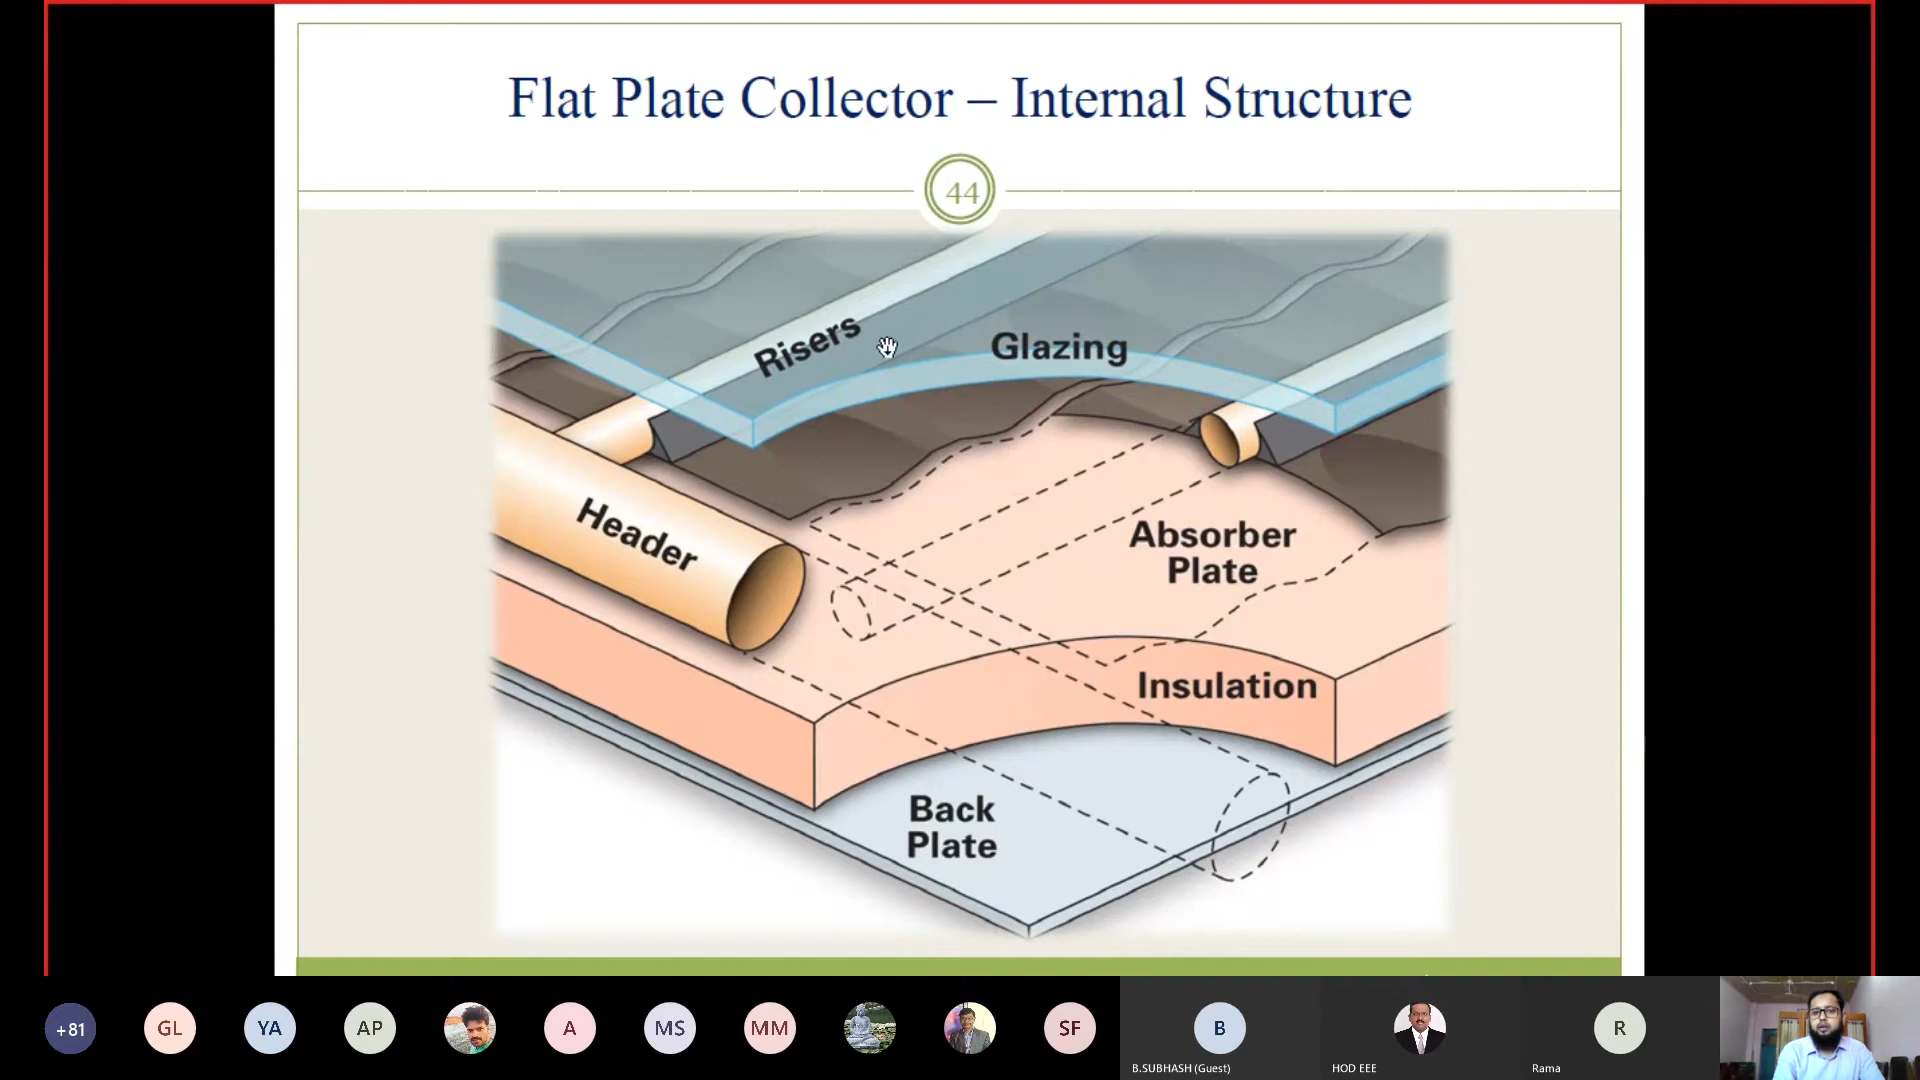 Flat Plate Collector – Internal Structure
44
Risers
Glazing
Header
Absorber
Plate
Insulation
Back
Plate
+81
GL
YA
AP
A
MS
MM
SF
B
R
B.SUBHASH (Guest)
HOD EEE
Rama